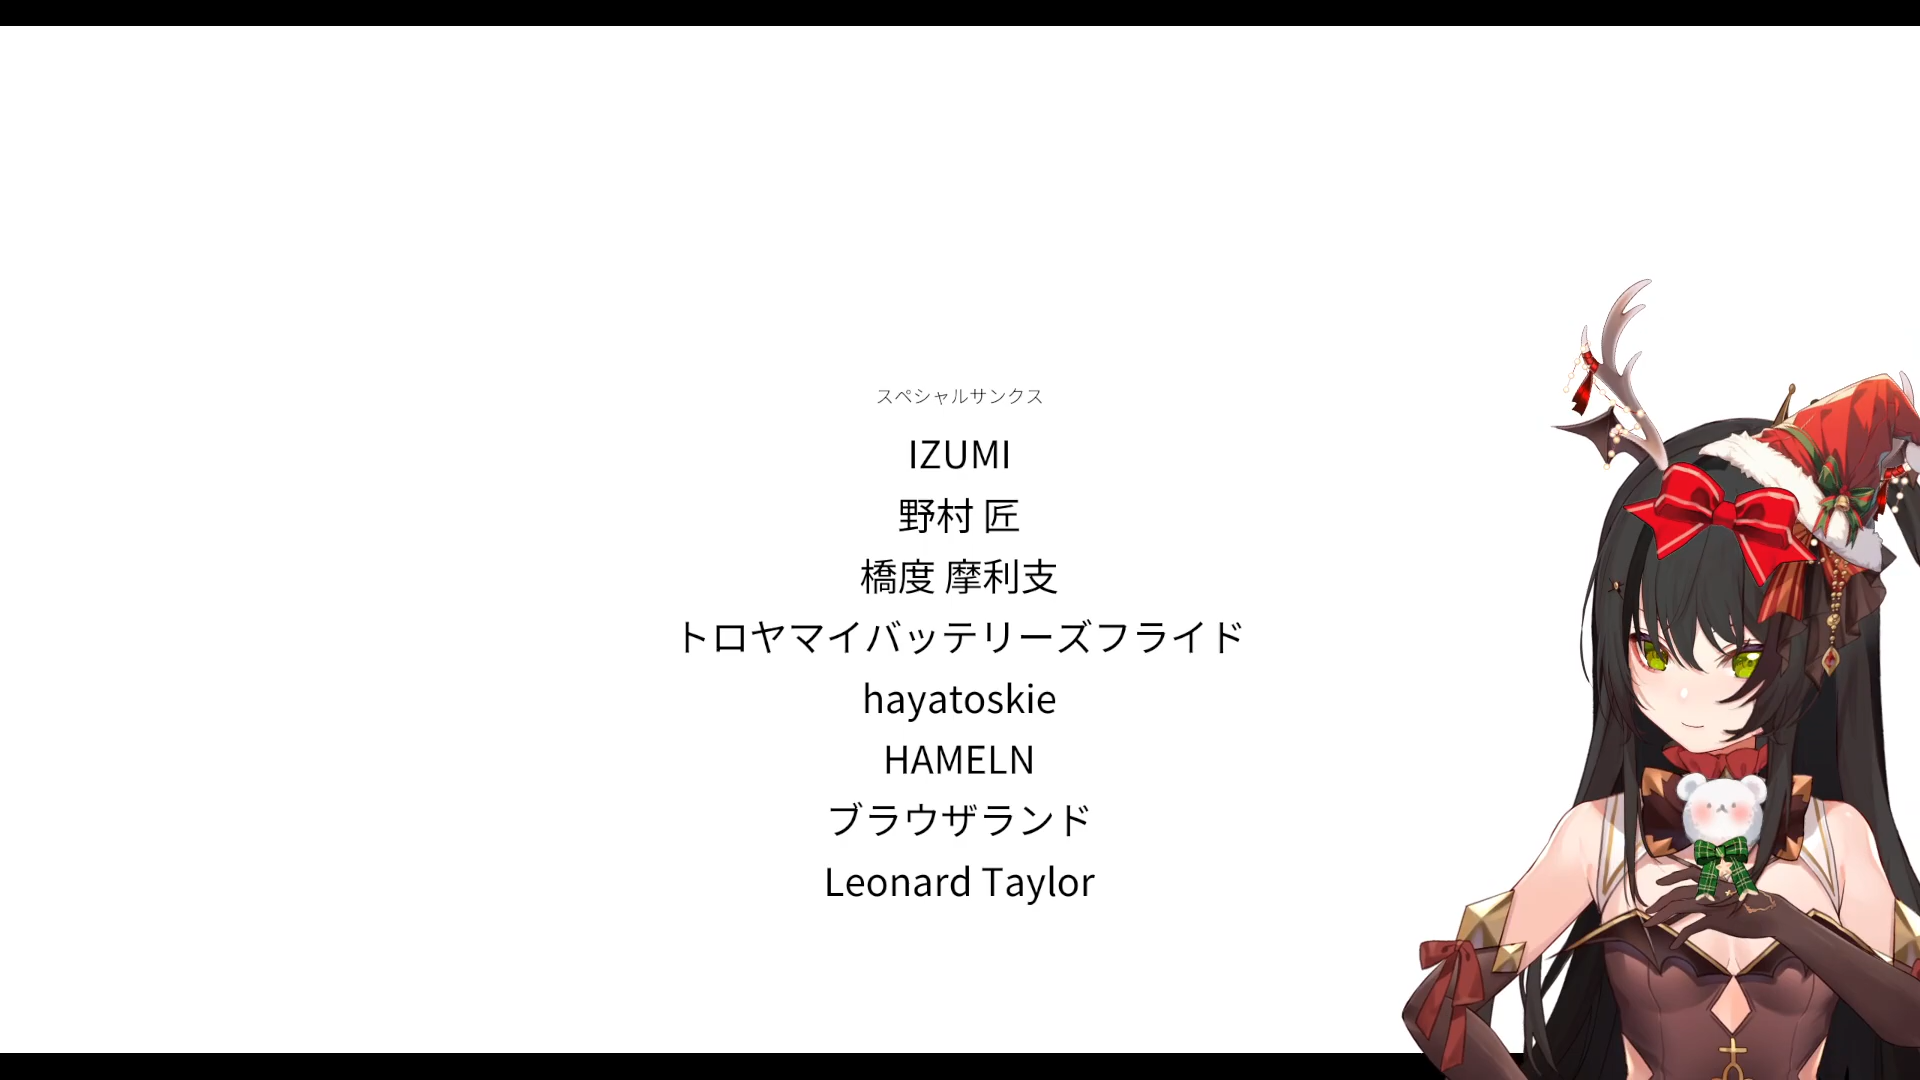 スペシャルサンクス
IZUMI
野村 匠
橋度 摩利支
トロヤマイバッテリーズフライド
hayatoskie
HAMELN
ブラウザランド
Leonard Taylor